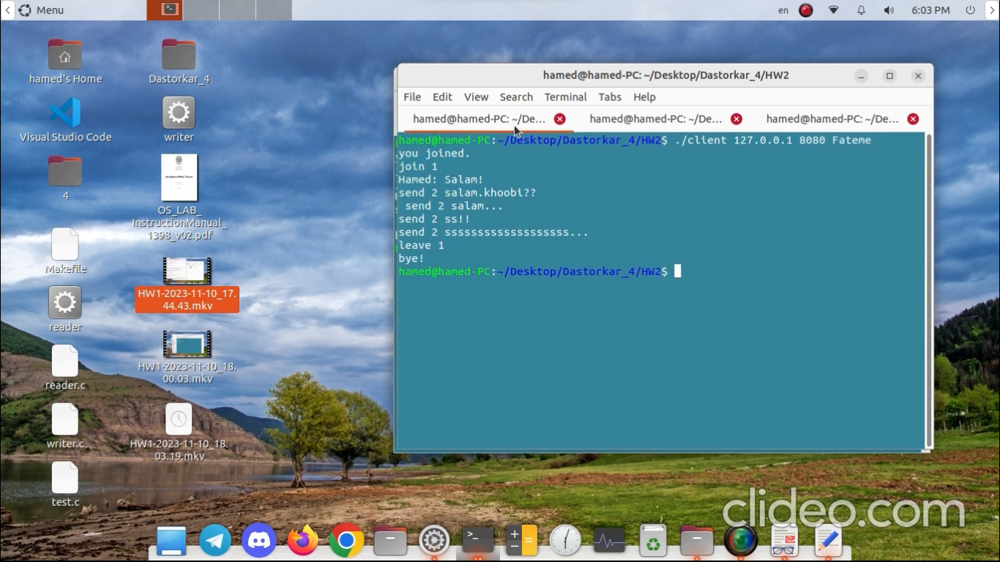 Menu
en
6:03 PM
hamed's Home
Dastorkar_4
Visual Studio Code
writer
4
OS_LAB_
InstructionManual_
1398_v02.pdf
Makefile
HW1-2023-11-10_17.
44.43.mkv
reader
HW1-2023-11-10_18.
00.03.mkv
reader.c
writer.c
HW1-2023-11-10_18.
03.19.mkv
test.c
hamed@hamed-PC: ~/Desktop/Dastorkar_4/HW2
File Edit View Search Terminal Tabs Help
hamed@hamed-PC: ~/De... hamed@hamed-PC: ~/De... hamed@hamed-PC: ~/De...
hamed@hamed-PC:~/Desktop/Dastorkar_4/HW2$ ./client 127.0.0.1 8080 Fateme
you joined.
join 1
Hamed: Salam!
send 2 salam.khoobi??
send 2 salam...
send 2 ss!!
send 2 sssssssssssssssssss...
leave 1
bye!
hamed@hamed-PC:~/Desktop/Dastorkar_4/HW2$
clideo.com